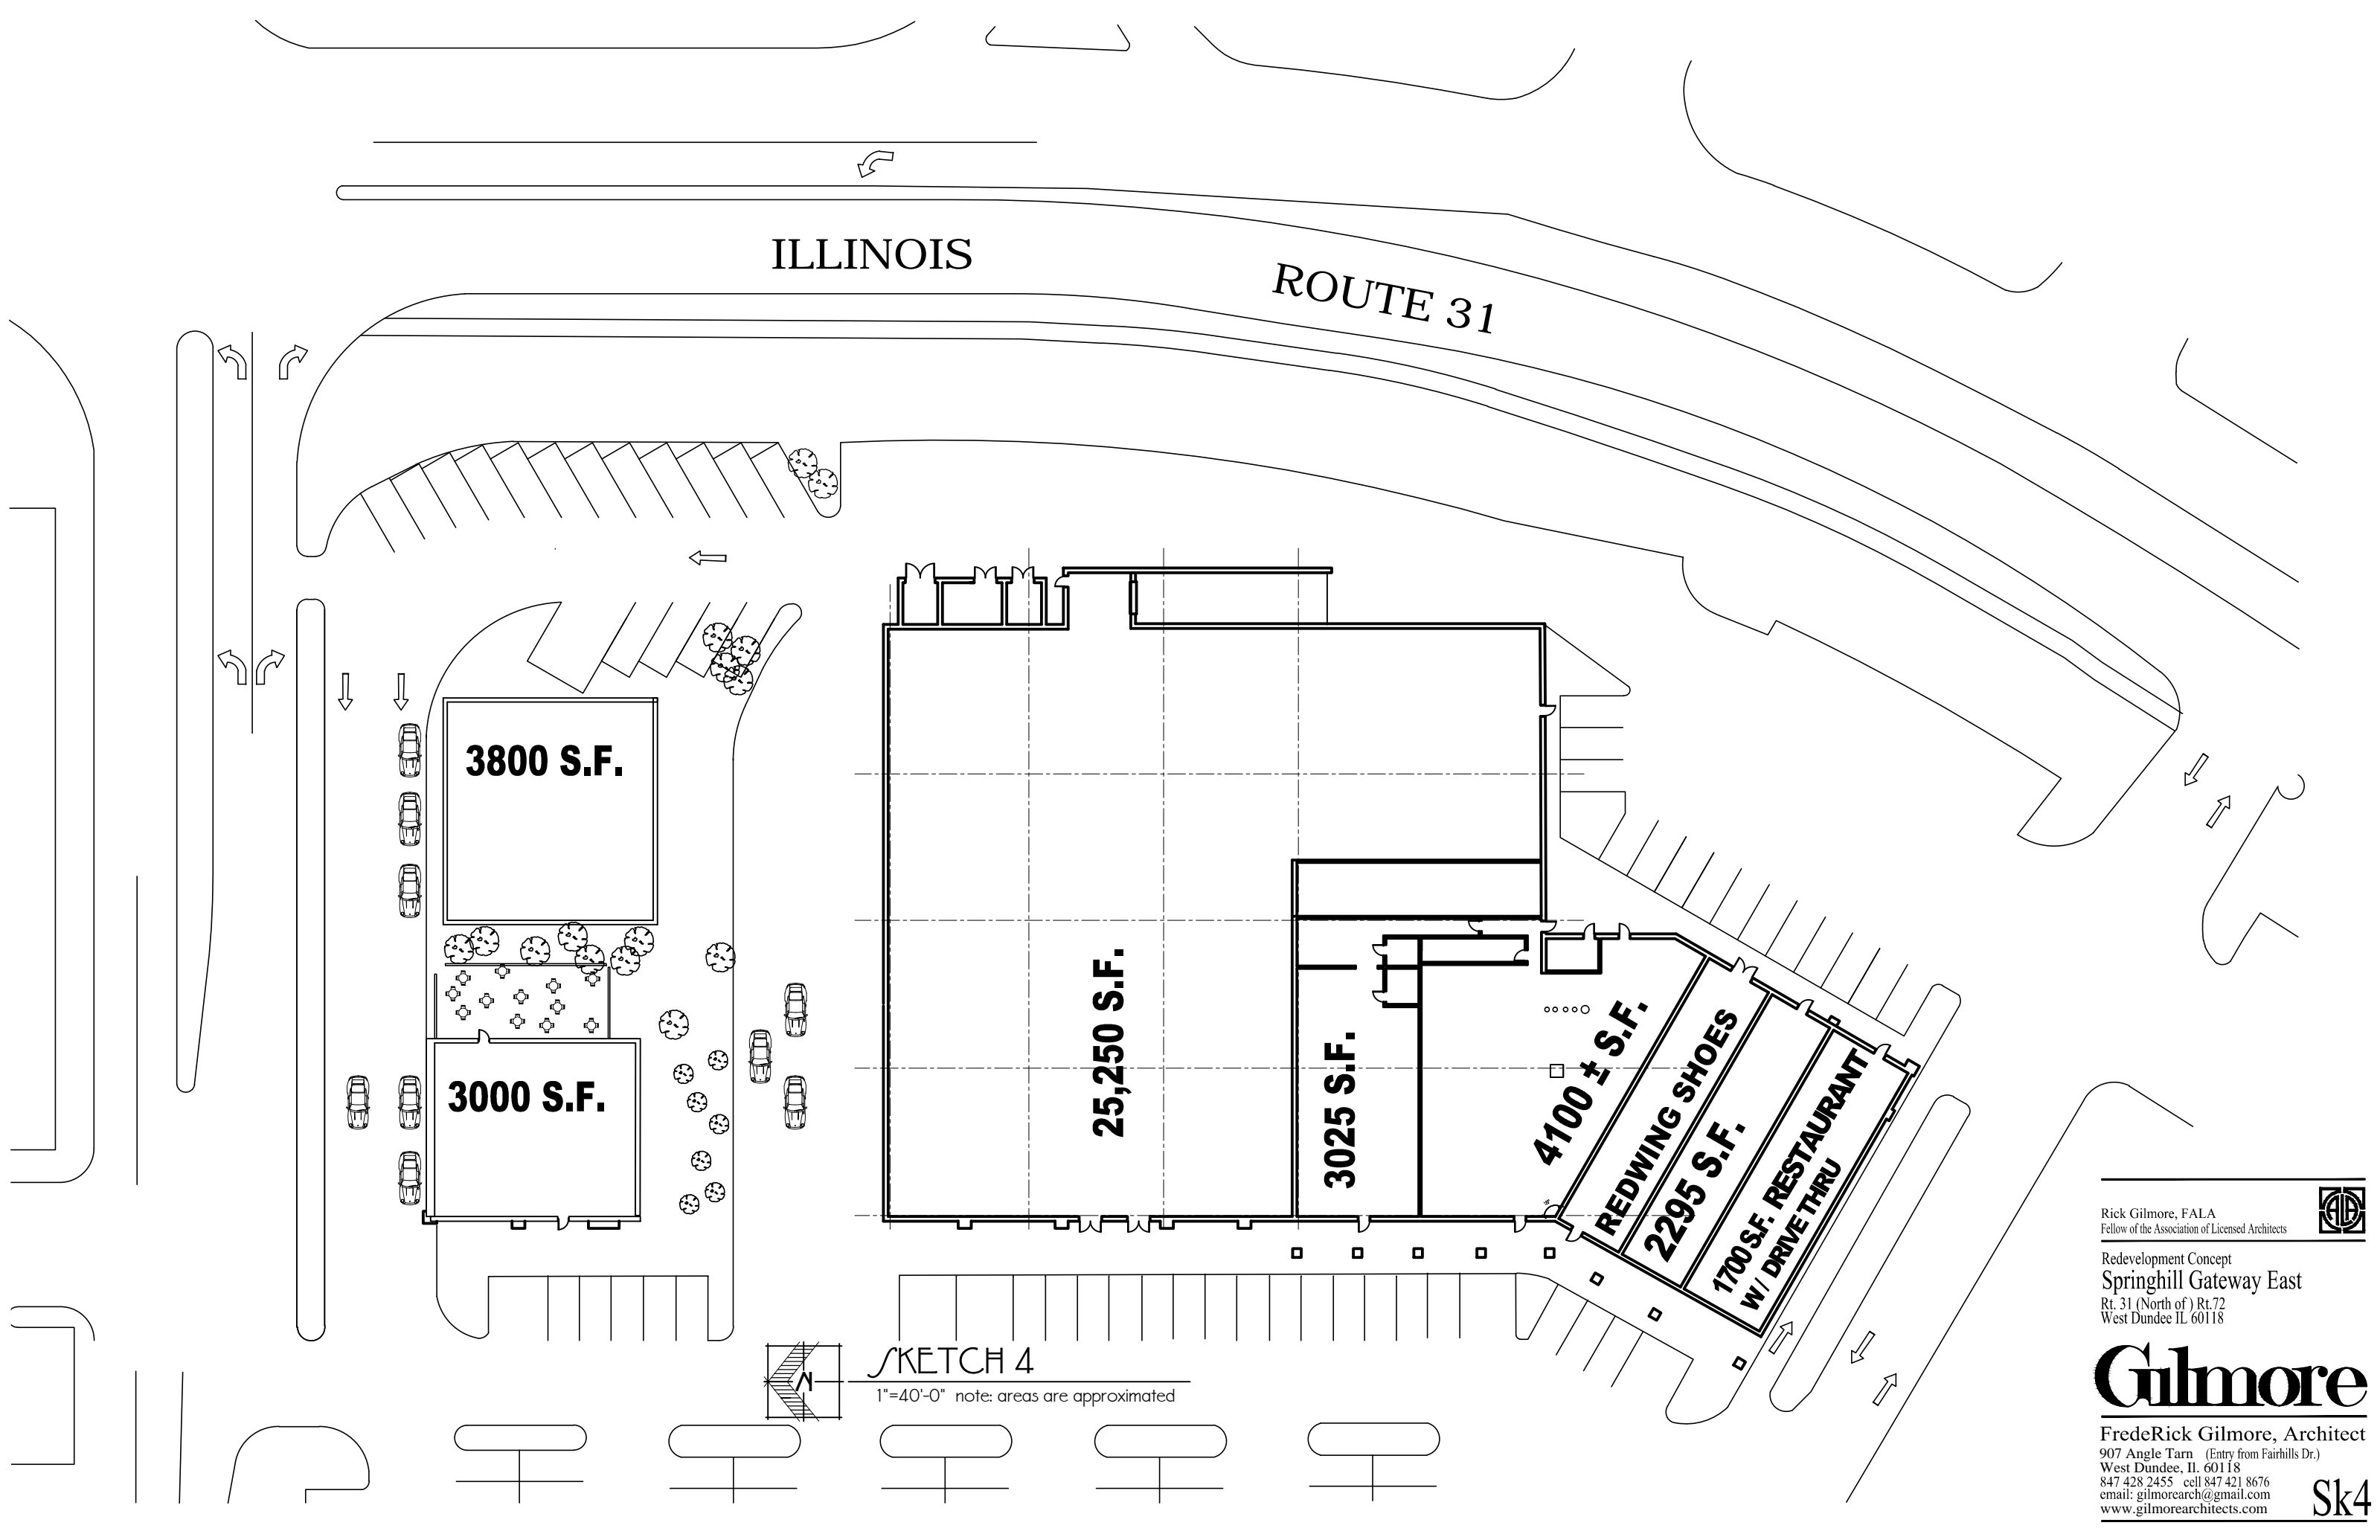 ILLINOIS
ROUTE 31
3800 S.F.
3000 S.F.
25,250 S.F.
3025 S.F.
4100 ± S.F.
REDWING SHOES
2295 S.F.
1700 S.F. RESTAURANT
W/ DRIVE THRU
N
SKETCH 4
1"=40'-0" note: areas are approximated
Rick Gilmore, FALA
Fellow of the Association of Licensed Architects
ALA
Redevelopment Concept
Springhill Gateway East
Rt. 31 (North of ) Rt.72
West Dundee IL 60118
Gilmore
FredeRick Gilmore, Architect
907 Angle Tarn (Entry from Fairhills Dr.)
West Dundee, Il. 60118
847 428 2455 cell 847 421 8676
email: gilmorearch@gmail.com
www.gilmorearchitects.com
Sk4